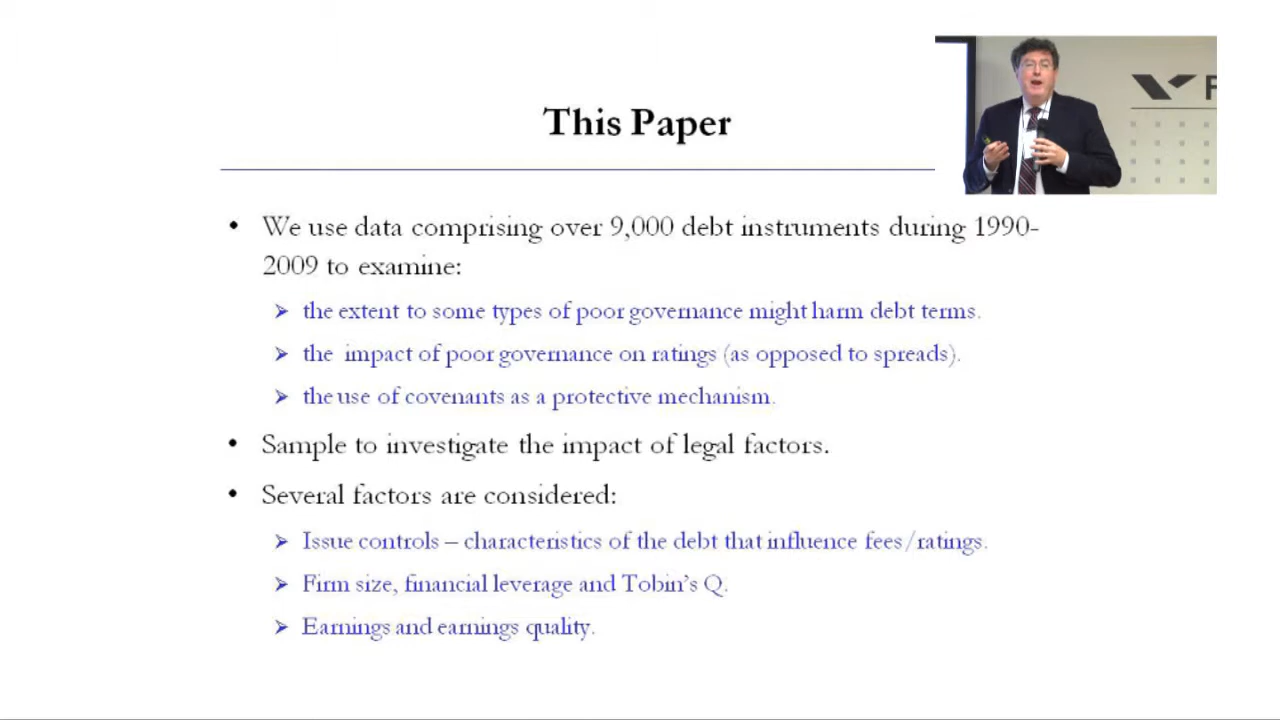 This Paper
• We use data comprising over 9,000 debt instruments during 1990-
2009 to examine:
➢ the extent to some types of poor governance might harm debt terms.
➢ the impact of poor governance on ratings (as opposed to spreads).
➢ the use of covenants as a protective mechanism.
• Sample to investigate the impact of legal factors.
• Several factors are considered:
➢ Issue controls – characteristics of the debt that influence fees/ratings.
➢ Firm size, financial leverage and Tobin's Q.
➢ Earnings and earnings quality.